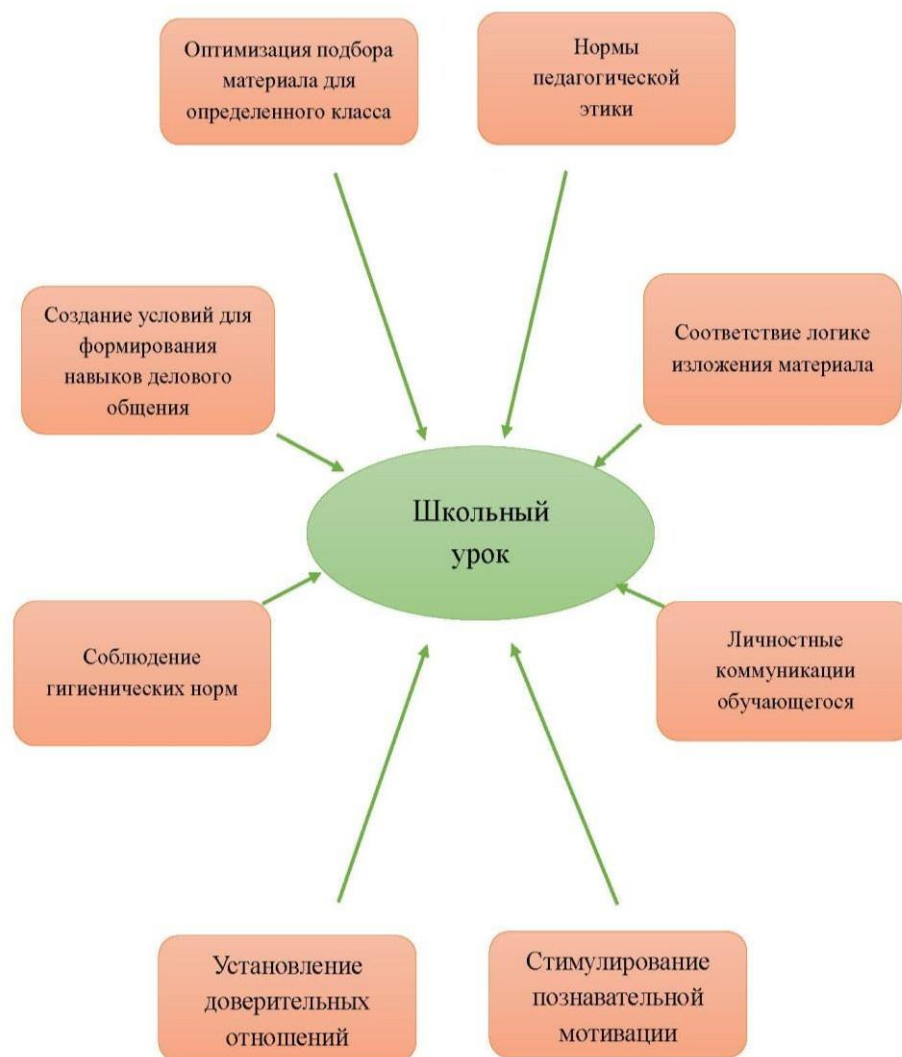 Оптимизация подбора
материала для
определенного класса
Нормы
педагогической
этики
Создание условий для
формирования
навыков делового
общения
Соответствие логике
изложения материала
Школьный
урок
Соблюдение
гигиенических норм
Личностные
коммуникации
обучающегося
Установление
доверительных
отношений
Стимулирование
познавательной
мотивации